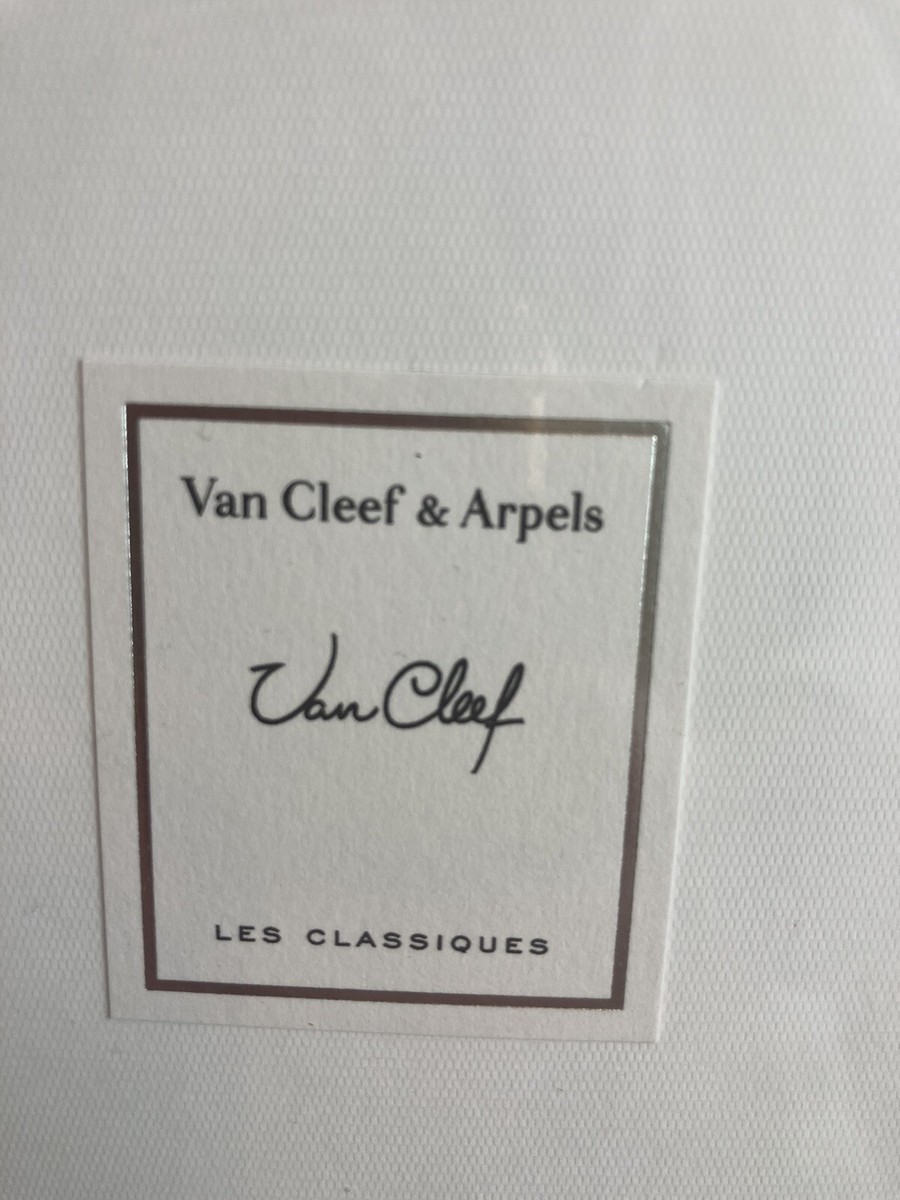 Van Cleef & Arpels
Van Cleef
LES CLASSIQUES